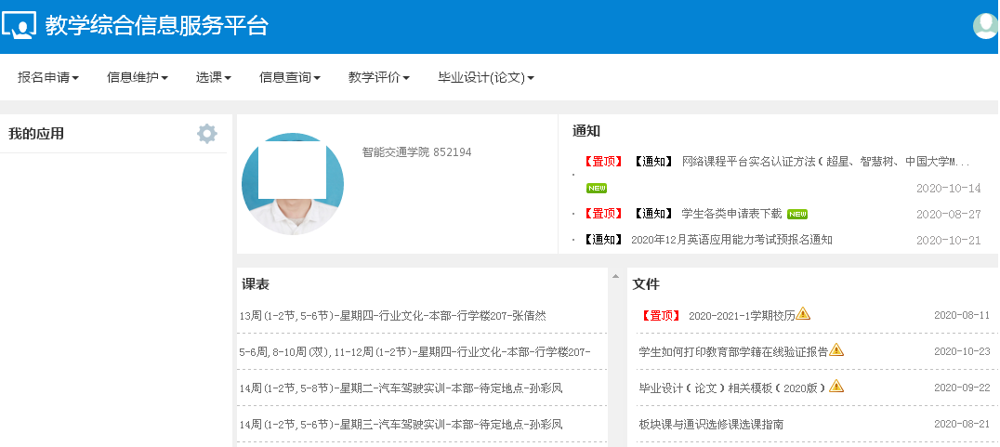 教学综合信息服务平台
报名申请 信息维护 选课 信息查询 教学评价 毕业设计(论文)
我的应用
智能交通学院 852194
通知
【置顶】 【通知】 网络课程平台实名认证方法(超星、智慧树、中国大学M...
NEW 2020-10-14
【置顶】 【通知】 学生各类申请表下载 NEW 2020-08-27
【通知】 2020年12月英语应用能力考试预报名通知 2020-10-21
课表
13周(1-2节,5-6节)-星期四-行业文化-本部-行学楼207-张倩然
5-6周,8-10周(双),11-12周(1-2节)-星期四-行业文化-本部-行学楼207-
14周(1-2节,5-8节)-星期二-汽车驾驶实训-本部-待定地点-孙彩凤
14周(1-2节,5-6节)-星期三-汽车驾驶实训-本部-待定地点-孙彩凤
文件
【置顶】 2020-2021-1学期校历 2020-08-11
学生如何打印教育部学籍在线验证报告 2020-10-23
毕业设计(论文)相关模板(2020版) 2020-09-22
板块课与通识选修课选课指南 2020-08-21